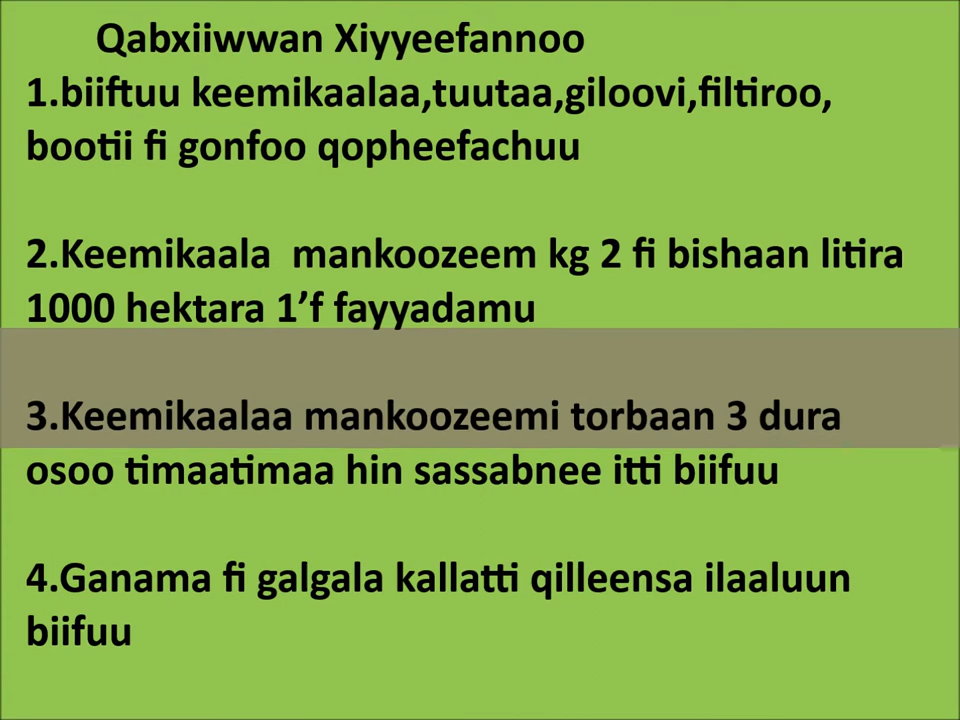 Qabxiiwwan Xiyyeefannoo
1.biiftuu keemikaalaa,tuutaa,giloovi,filtiroo,
bootii fi gonfoo qopheefachuu
2.Keemikaala mankoozeem kg 2 fi bishaan litira
1000 hektara 1’f fayyadamu
3.Keemikaalaa mankoozeemi torbaan 3 dura
osoo timaatimaa hin sassabnee itti biifuu
4.Ganama fi galgala kallatti qilleensa ilaaluun
biifuu